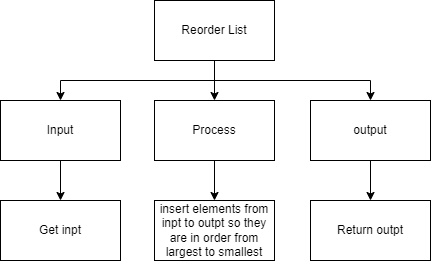 Reorder List
Input
Process
output
Get inpt
insert elements from
inpt to outpt so they
are in order from
largest to smallest
Return outpt